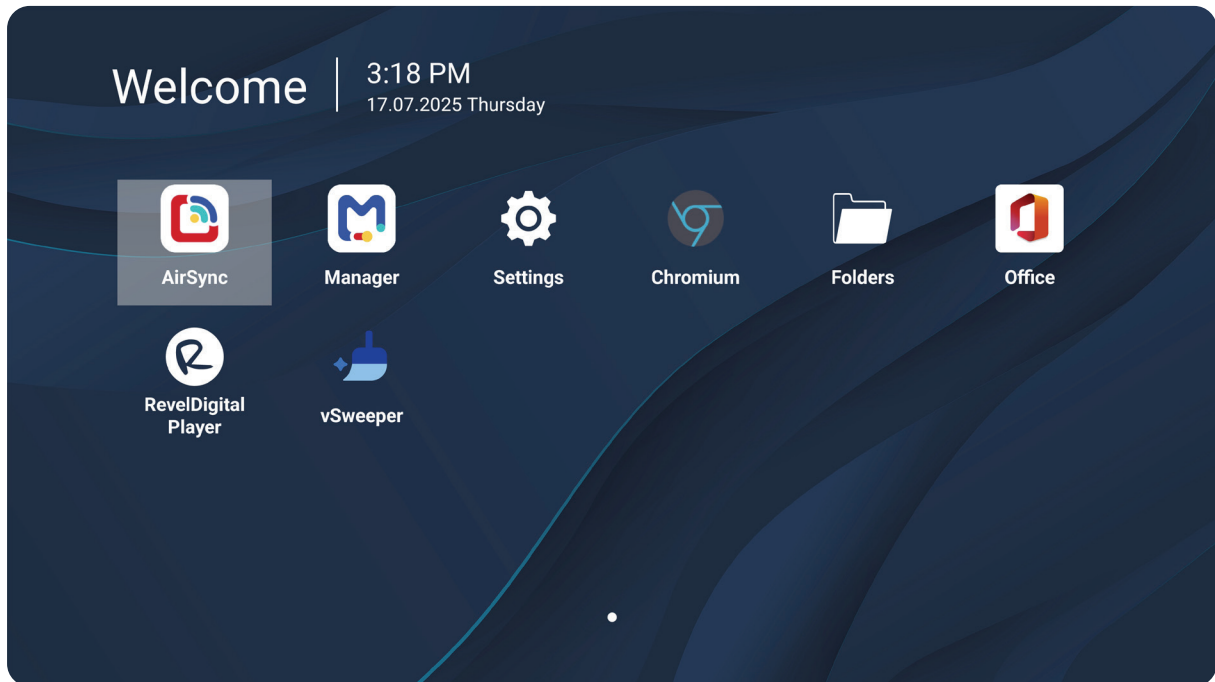 Welcome
3:18 PM
17.07.2025 Thursday
AirSync
Manager
Settings
Chromium
Folders
Office
RevelDigital
Player
vSweeper